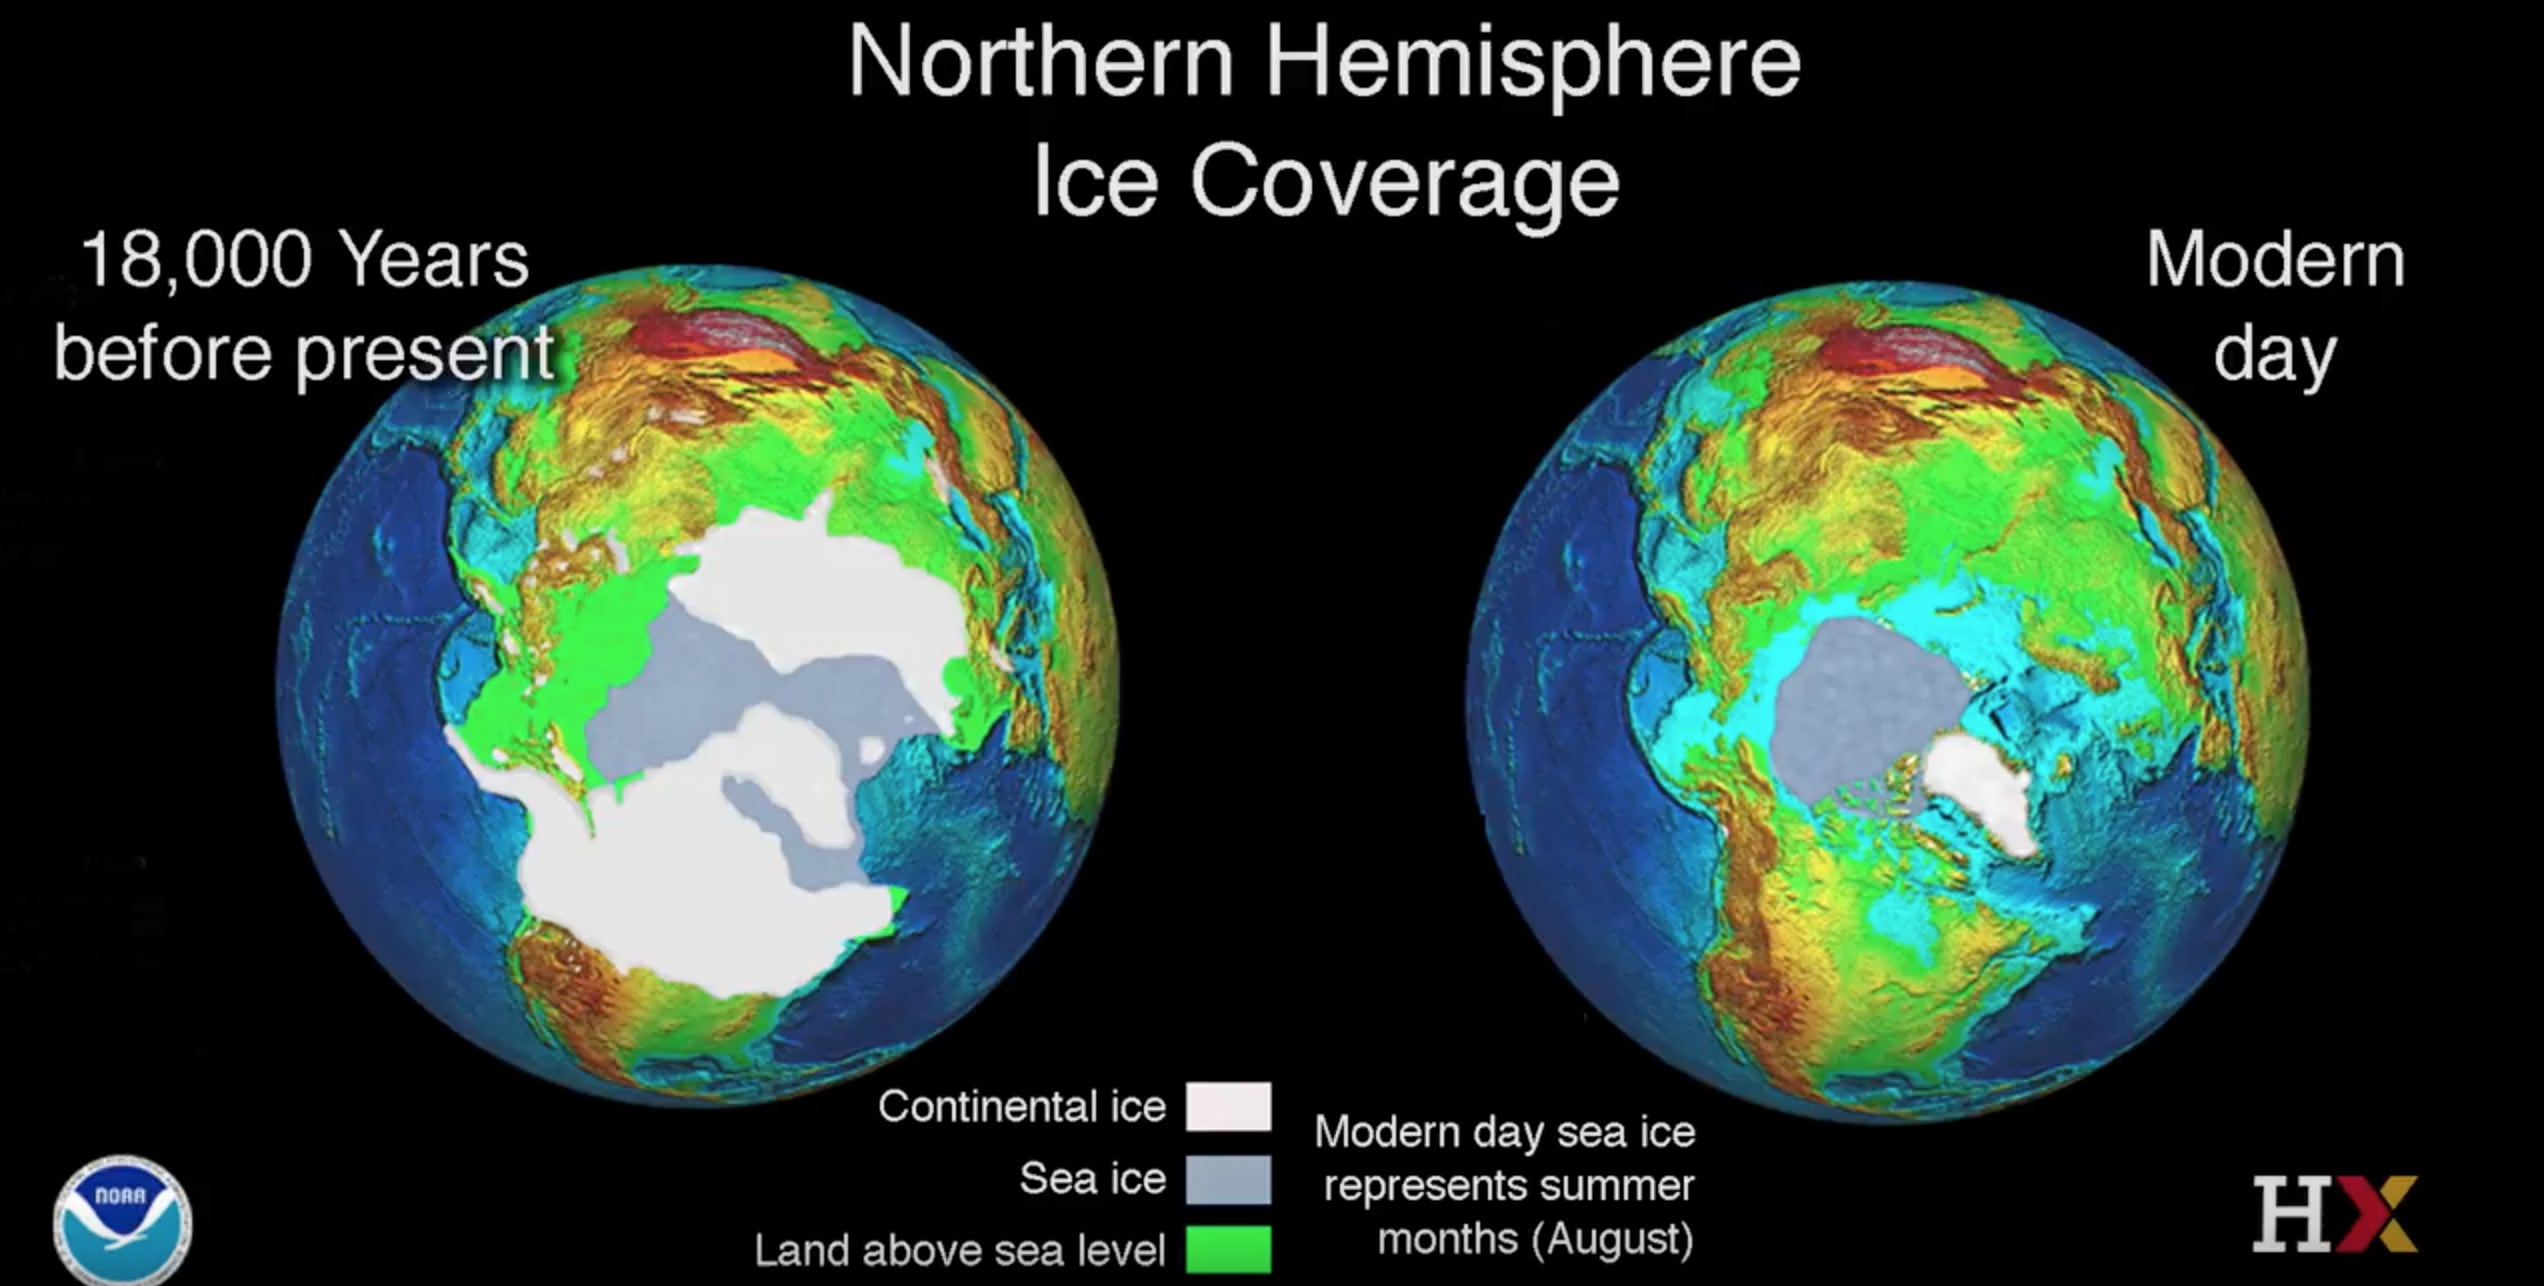 Northern Hemisphere
Ice Coverage
18,000 Years
before present
Modern
day
Continental ice
Sea ice
Land above sea level
Modern day sea ice
represents summer
months (August)
NOAA
HX